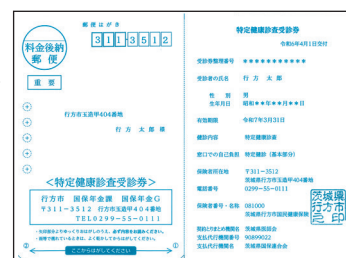 郵便はがき
3113512
料金後納
郵便
重要
行方市玉造甲404番地
行方太郎様
＜特定健康診査受診券＞
行方市 国保年金課 国保年金G
〒311-3512 行方市玉造甲404番地
TEL0299-55-0111
ここからはがしてください
特定健康診査受診券
令和6年4月1日交付
受診券整理番号 ＊＊＊＊＊＊＊＊＊＊＊
受診者の氏名 行方太郎
性別 男
生年月日 昭和＊＊年＊＊月＊＊日
有効期限 令和7年3月31日
健診内容 特定健康診査
窓口での自己負担 特定健診（基本部分）
保険者所在地 〒311-3512
茨城県行方市玉造甲404番地
電話番号 0299-55-0111
保険者番号・名称 081000
茨城県行方市国民健康保険
茨城県
行方市
之印
契約とりまとめ機関名 茨城県国保
支払代行機関番号 90899022
支払代行機関名 茨城県国保連合会